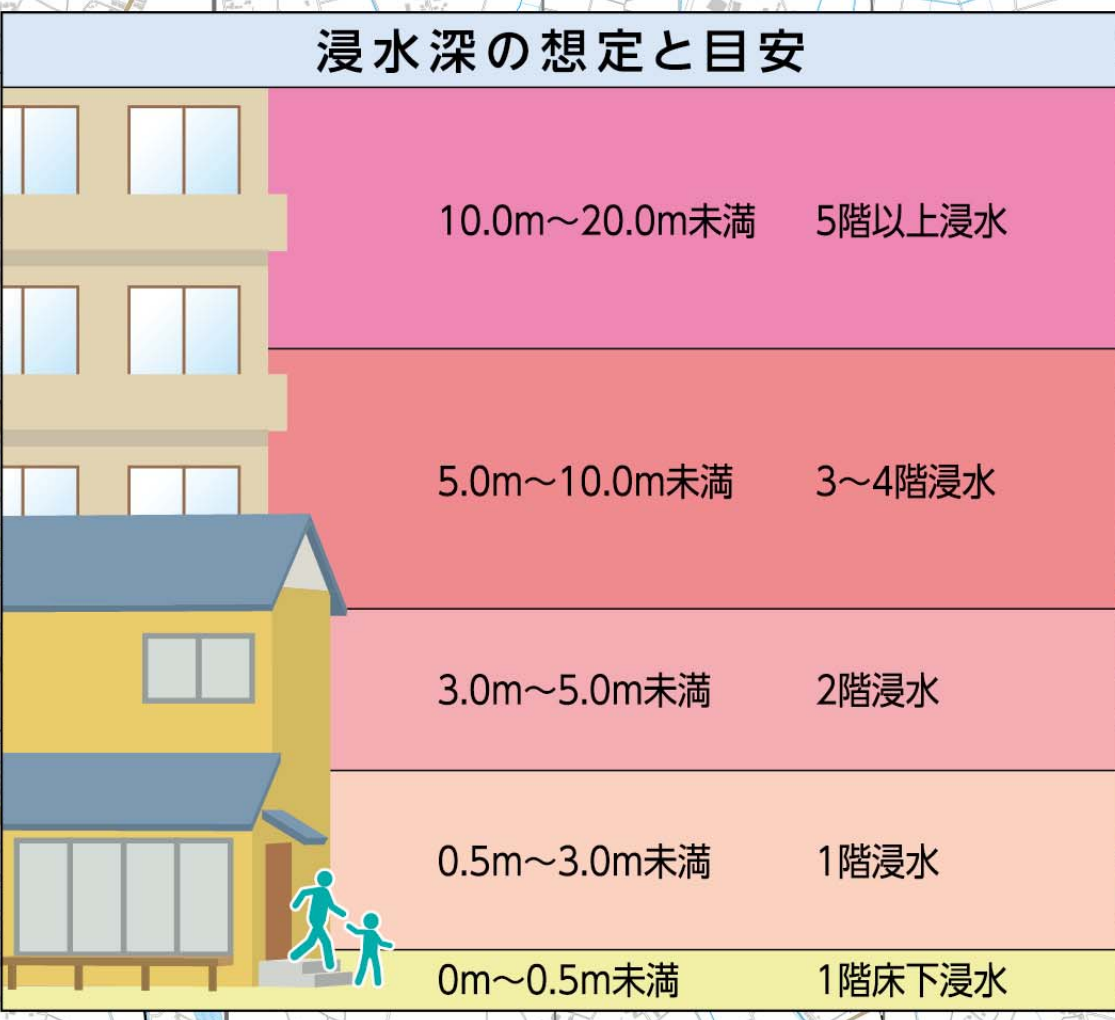 浸水深の想定と目安
10.0m～20.0m未満 5階以上浸水
5.0m～10.0m未満 3～4階浸水
3.0m～5.0m未満 2階浸水
0.5m～3.0m未満 1階浸水
0m～0.5m未満 1階床下浸水